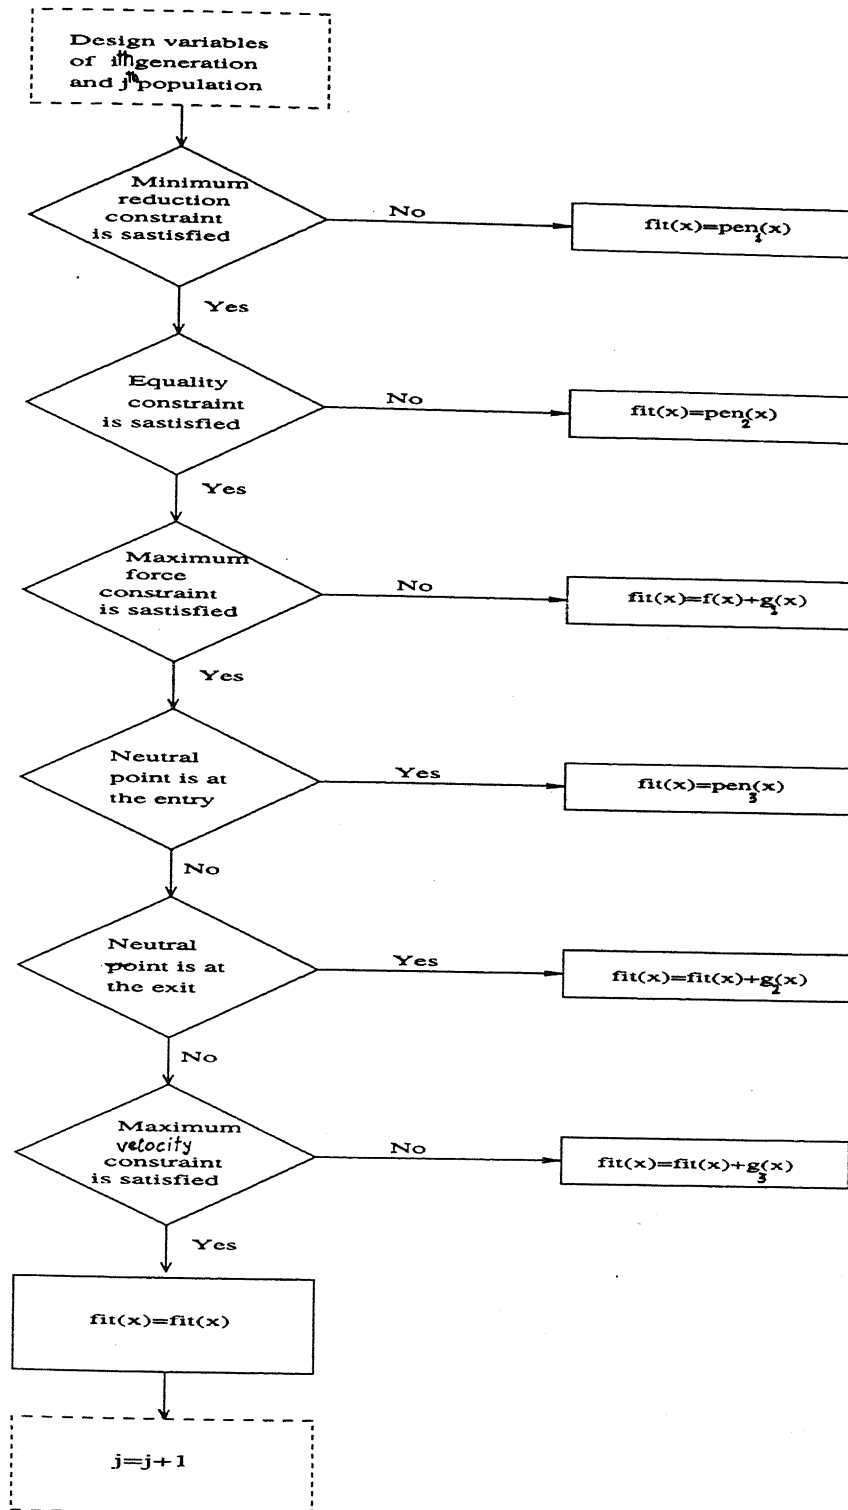 Design variables
of ith generation
and jth population
Minimum
reduction
constraint
is sastisfied
No
fit(x)=pen1(x)
Yes
Equality
constraint
is sastisfied
No
fit(x)=pen2(x)
Yes
Maximum
force
constraint
is sastisfied
No
fit(x)=f(x)+g1(x)
Yes
Neutral
point is at
the entry
Yes
fit(x)=pen3(x)
No
Neutral
point is at
the exit
Yes
fit(x)=fit(x)+g2(x)
No
Maximum
velocity
constraint
is satisfied
No
fit(x)=fit(x)+g3(x)
Yes
fit(x)=fit(x)
j=j+1